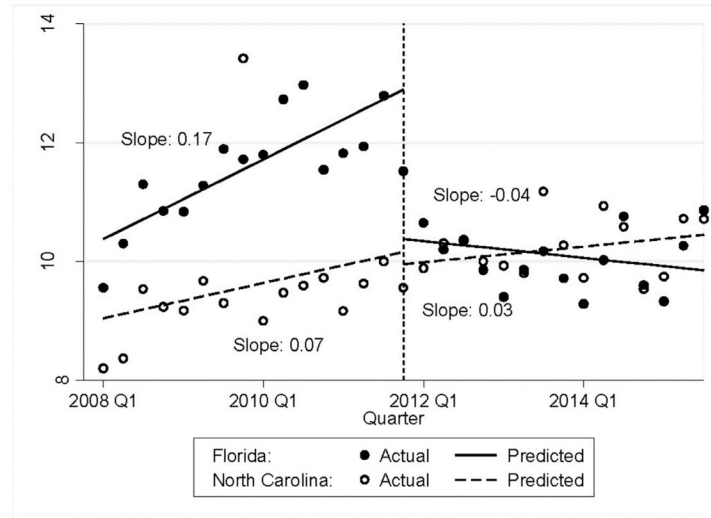 14
12
10
8
Slope: 0.17
Slope: -0.04
Slope: 0.07
Slope: 0.03
2008 Q1 2010 Q1 2012 Q1 2014 Q1
Quarter
Florida: Actual Predicted
North Carolina: Actual Predicted